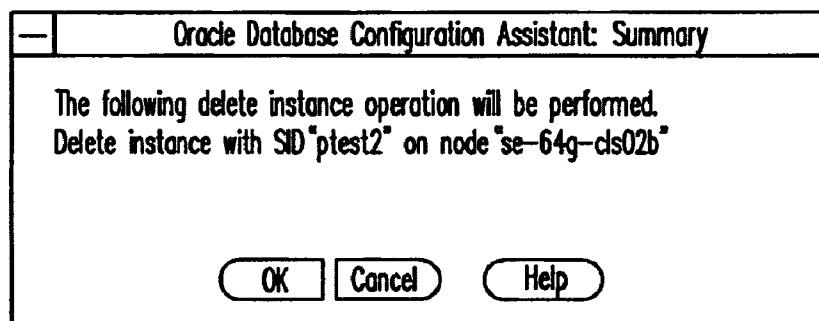 Oracle Database Configuration Assistant: Summary
The following delete instance operation will be performed.
Delete instance with SID "ptest2" on node "se-64g-cls02b"
OK Cancel Help